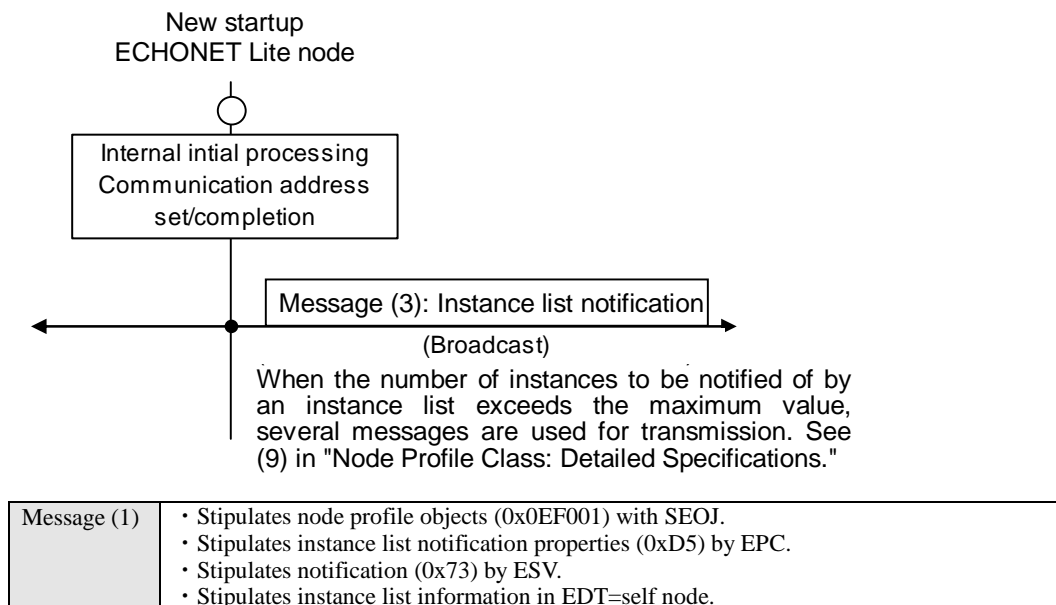 New startup
ECHONET Lite node
Internal intial processing
Communication address
set/completion
Message (3): Instance list notification
(Broadcast)
When the number of instances to be notified of by
an instance list exceeds the maximum value,
several messages are used for transmission. See
(9) in "Node Profile Class: Detailed Specifications."
Message (1)
・Stipulates node profile objects (0x0EF001) with SEOJ.
・Stipulates instance list notification properties (0xD5) by EPC.
・Stipulates notification (0x73) by ESV.
・Stipulates instance list information in EDT=self node.